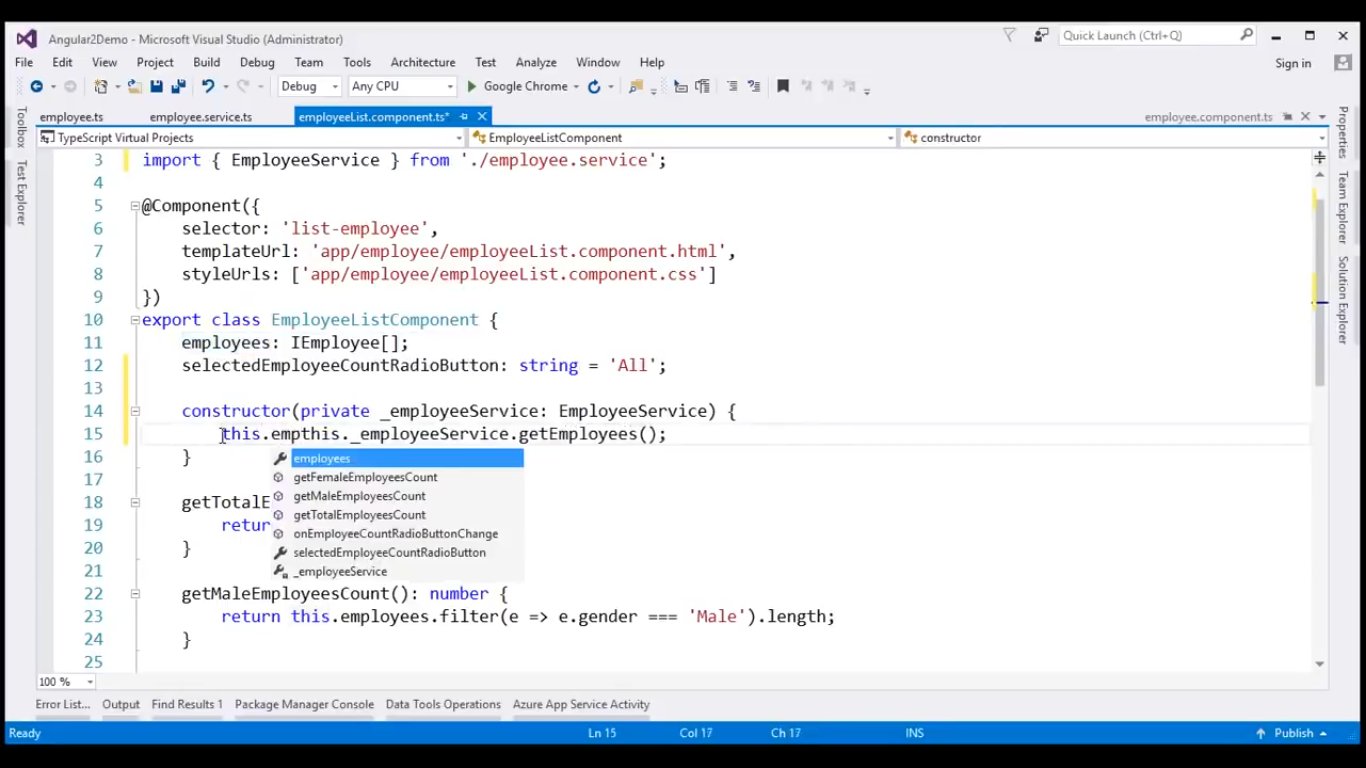 Angular2Demo - Microsoft Visual Studio (Administrator)
Quick Launch (Ctrl+Q)
File Edit View Project Build Debug Team Tools Architecture Test Analyze Window Help
Sign in
Debug Any CPU Google Chrome
employee.ts employee.service.ts employeeList.component.ts* employee.component.ts
TypeScript Virtual Projects EmployeeListComponent constructor
Toolbox
Test Explorer
Properties
Team Explorer
Solution Explorer
3 import { EmployeeService } from './employee.service';
4
5 @Component({
6 selector: 'list-employee',
7 templateUrl: 'app/employee/employeeList.component.html',
8 styleUrls: ['app/employee/employeeList.component.css']
9 })
10 export class EmployeeListComponent {
11 employees: IEmployee[];
12 selectedEmployeeCountRadioButton: string = 'All';
13
14 constructor(private _employeeService: EmployeeService) {
15 this.empthis._employeeService.getEmployees();
employees
16 }
getFemaleEmployeesCount
17
getMaleEmployeesCount
18 getTotalE
getTotalEmployeesCount
19 retur
onEmployeeCountRadioButtonChange
20 }
selectedEmployeeCountRadioButton
21
_employeeService
22 getMaleEmployeesCount(): number {
23 return this.employees.filter(e => e.gender === 'Male').length;
24 }
25
100 %
Error List... Output Find Results 1 Package Manager Console Data Tools Operations Azure App Service Activity
Ready Ln 15 Col 17 Ch 17 INS Publish